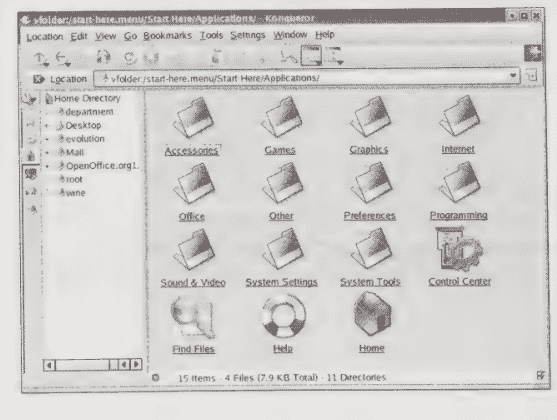 vfolder:/start-here.menu/Start Here/Applications/ - Konqueror
Location Edit View Go Bookmarks Tools Settings Window Help
Location vfolder:/start-here.menu/Start Here/Applications/
Home Directory
department
Desktop
evolution
Mail
OpenOffice.org1.
root
wine
Accessories Games Graphics Internet
Office Other Preferences Programming
Sound & Video System Settings System Tools Control Center
Find Files Help Home
15 Items - 4 Files (7.9 KB Total) - 11 Directories